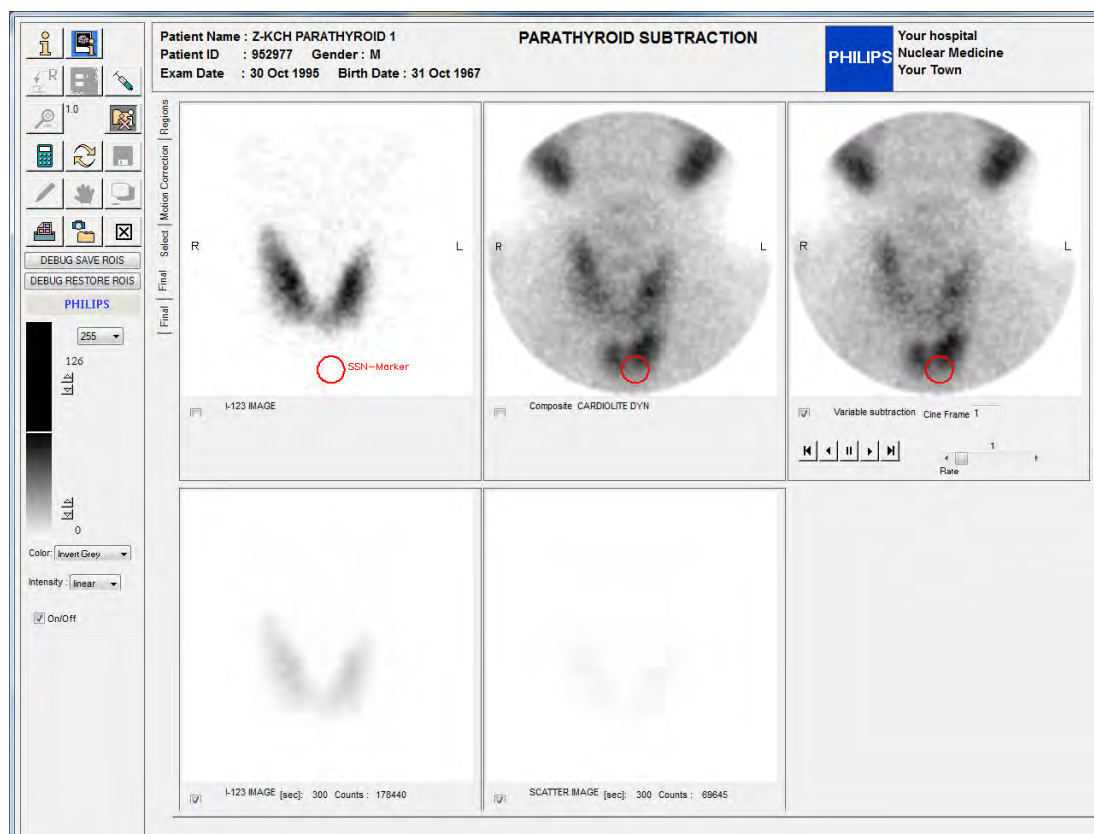 Patient Name : Z-KCH PARATHYROID 1
Patient ID : 952977 Gender : M
Exam Date : 30 Oct 1995 Birth Date : 31 Oct 1967
PARATHYROID SUBTRACTION
PHILIPS
Your hospital
Nuclear Medicine
Your Town
R
1.0
DEBUG SAVE ROIS
DEBUG RESTORE ROIS
PHILIPS
255
126
0
Color: Invert Grey
Intensity : linear
On/Off
Regions
Motion Correction
Select
Final
Final
R L
SSN-Marker
I-123 IMAGE
R L
Composite CARDIOLITE DYN
R L
Variable subtraction Cine Frame 1
1
Rate
I-123 IMAGE [sec]: 300 Counts : 178440
SCATTER IMAGE [sec]: 300 Counts : 69645